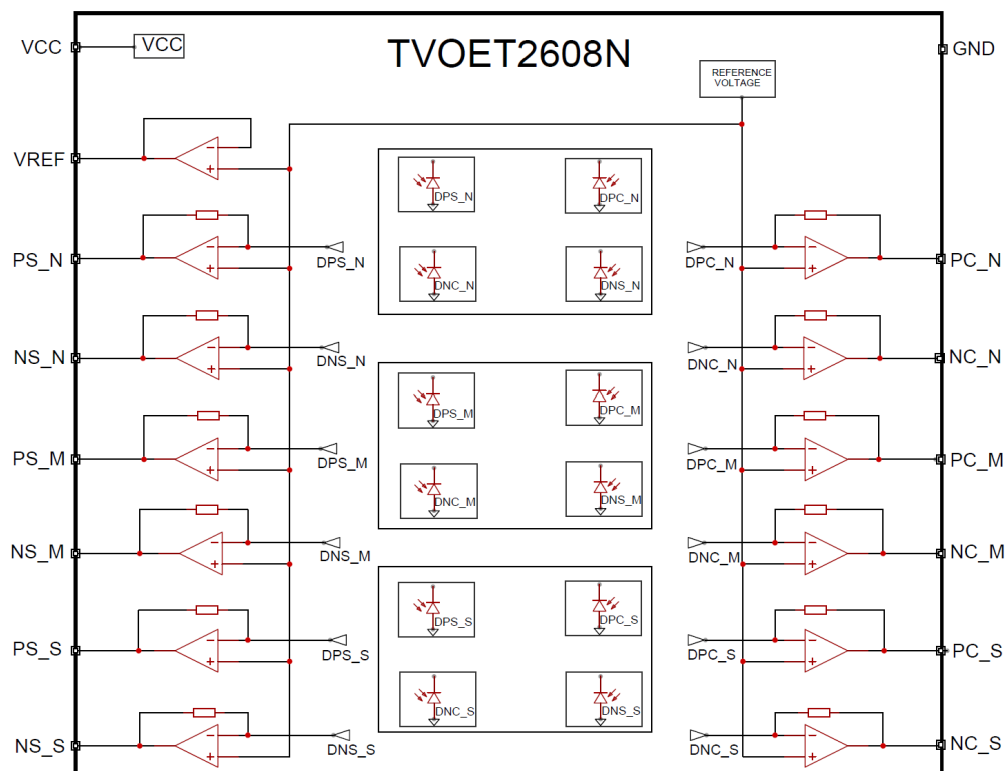 TVOET2608N
VCC
VCC
GND
REFERENCE
VOLTAGE
VREF
DPS_N
DPC_N
PS_N
DPS_N
DNC_N
DNS_N
DPC_N
PC_N
NS_N
DNS_N
DNC_N
NC_N
DPS_M
DPC_M
PS_M
DPS_M
DNC_M
DNS_M
DPC_M
PC_M
NS_M
DNS_M
DNC_M
NC_M
DPS_S
DPC_S
PS_S
DPS_S
DPC_S
PC_S
DNC_S
DNS_S
NS_S
DNS_S
DNC_S
NC_S